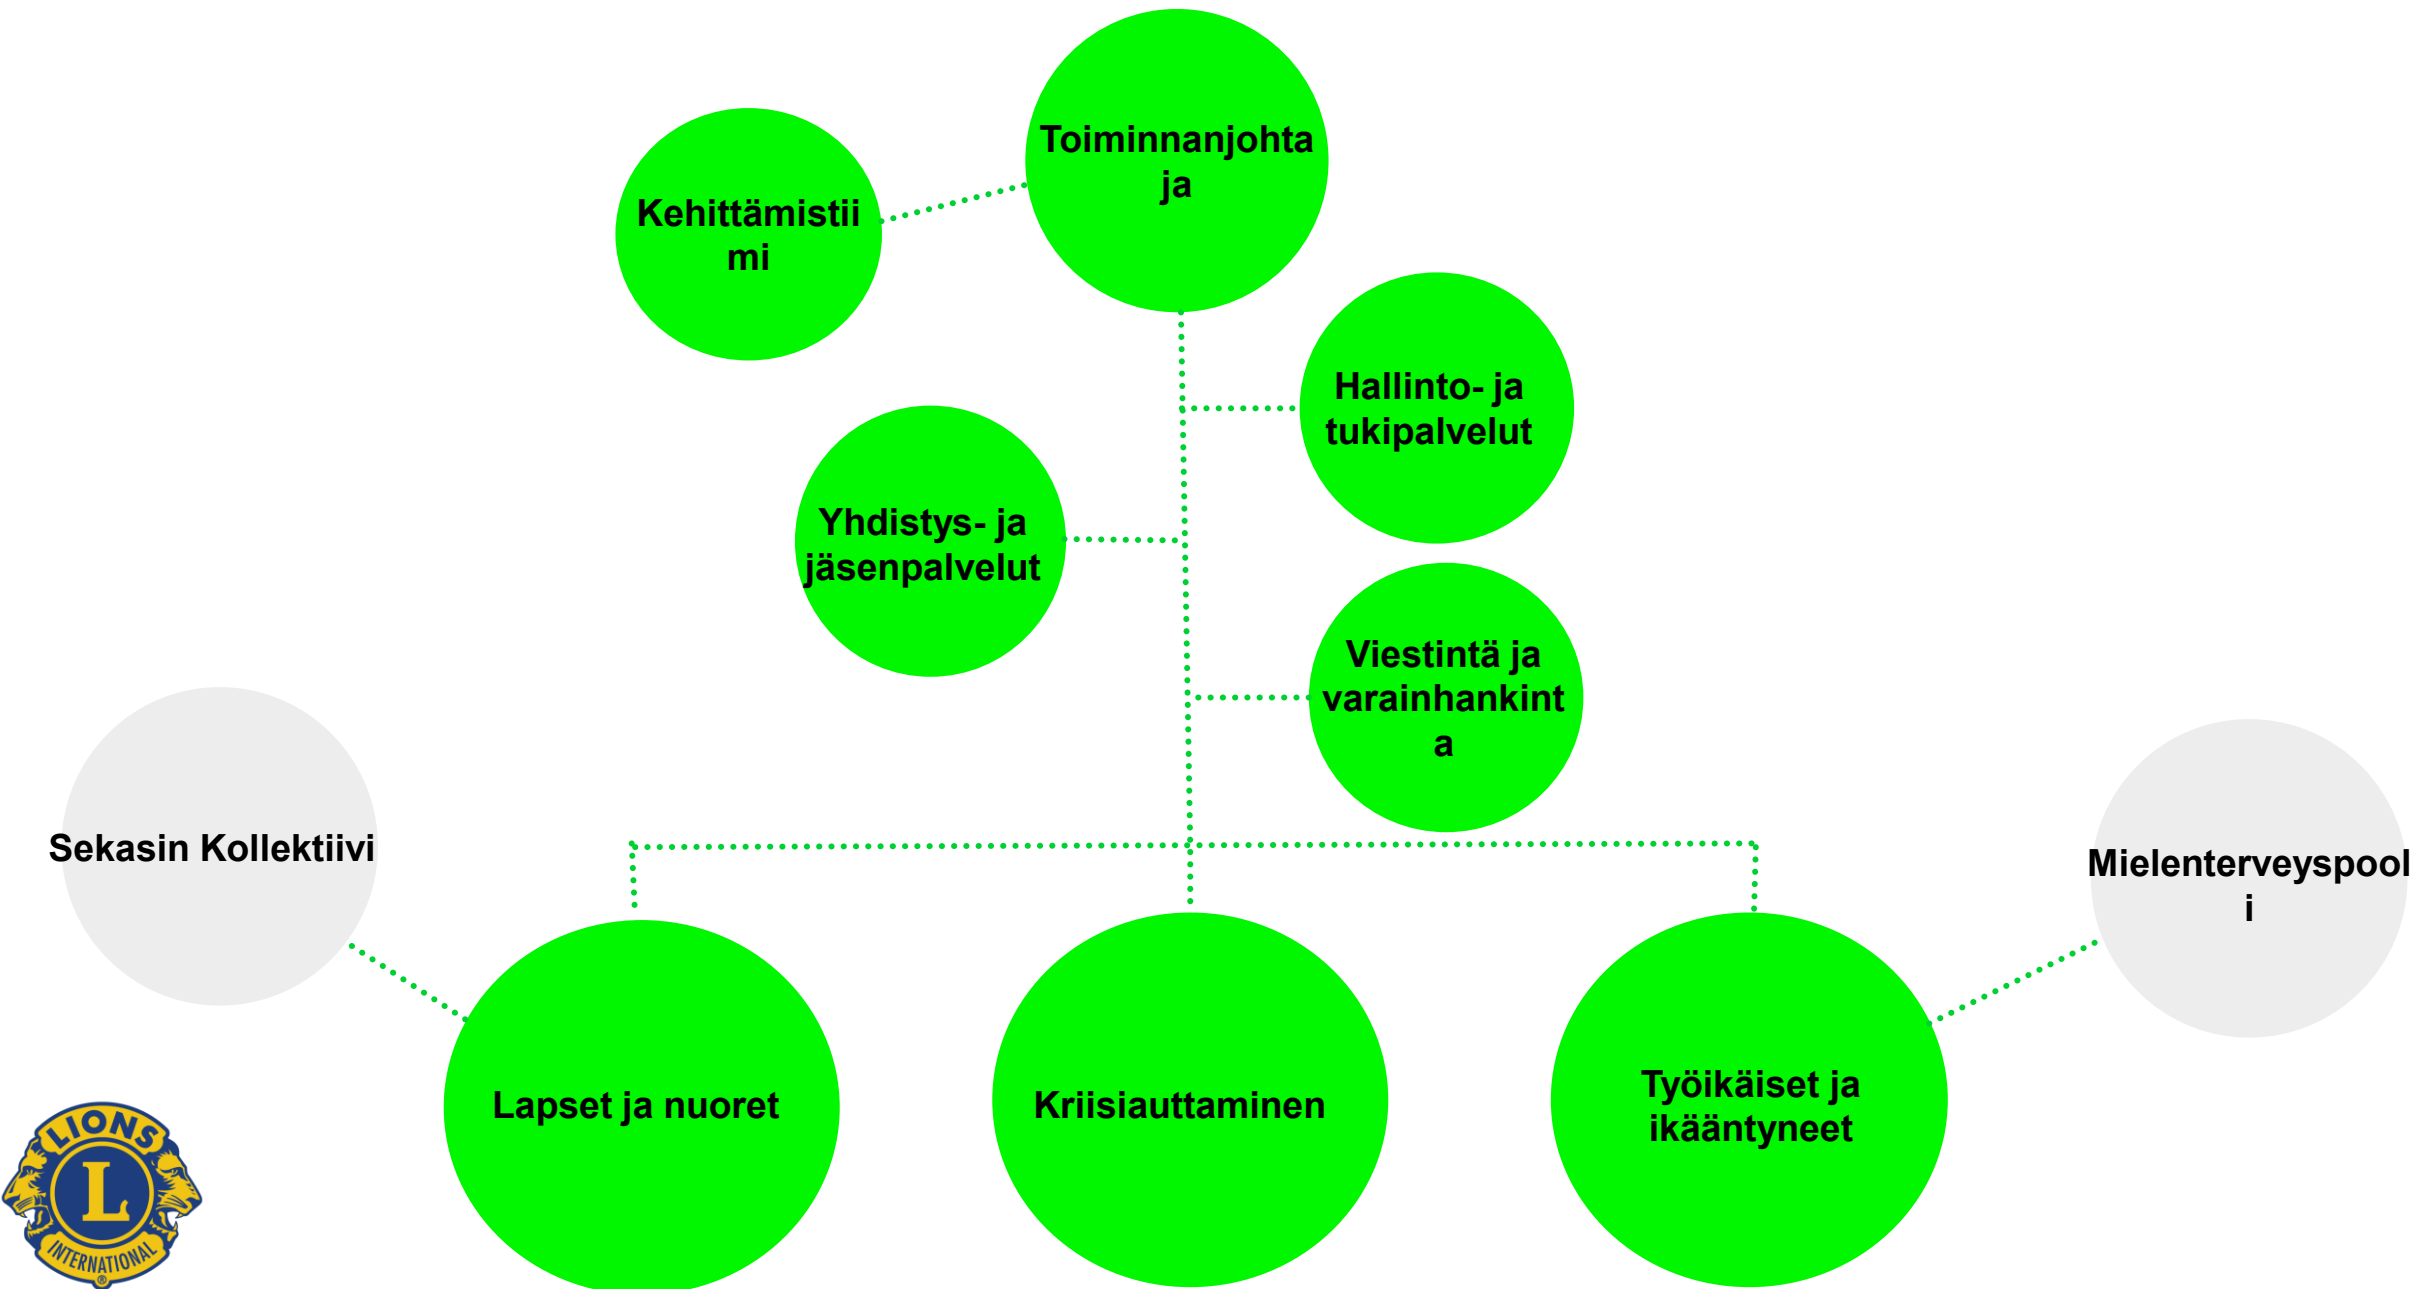 Toiminnanjohta
ja
Kehittämistii
mi
Hallinto- ja
tukipalvelut
Yhdistys- ja
jäsenpalvelut
Viestintä ja
varainhankint
a
Sekasin Kollektiivi
Mielenterveyspool
i
Lapset ja nuoret
Kriisiauttaminen
Työikäiset ja
ikääntyneet
LIONS
L
INTERNATIONAL
®